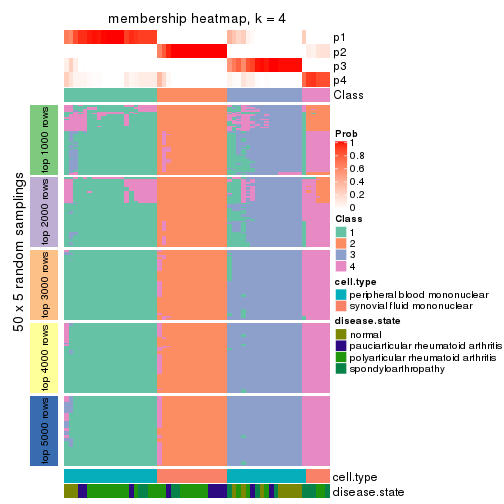 membership heatmap, k = 4
p1
p2
p3
p4
Class
50 x 5 random samplings
top 1000 rows
top 2000 rows
top 3000 rows
top 4000 rows
top 5000 rows
Prob
1
0.8
0.6
0.4
0.2
0
Class
1
2
3
4
cell.type
peripheral blood mononuclear
synovial fluid mononuclear
disease.state
normal
pauciarticular rheumatoid arthritis
polyarticular rheumatoid arthritis
spondyloarthropathy
cell.type
disease.state